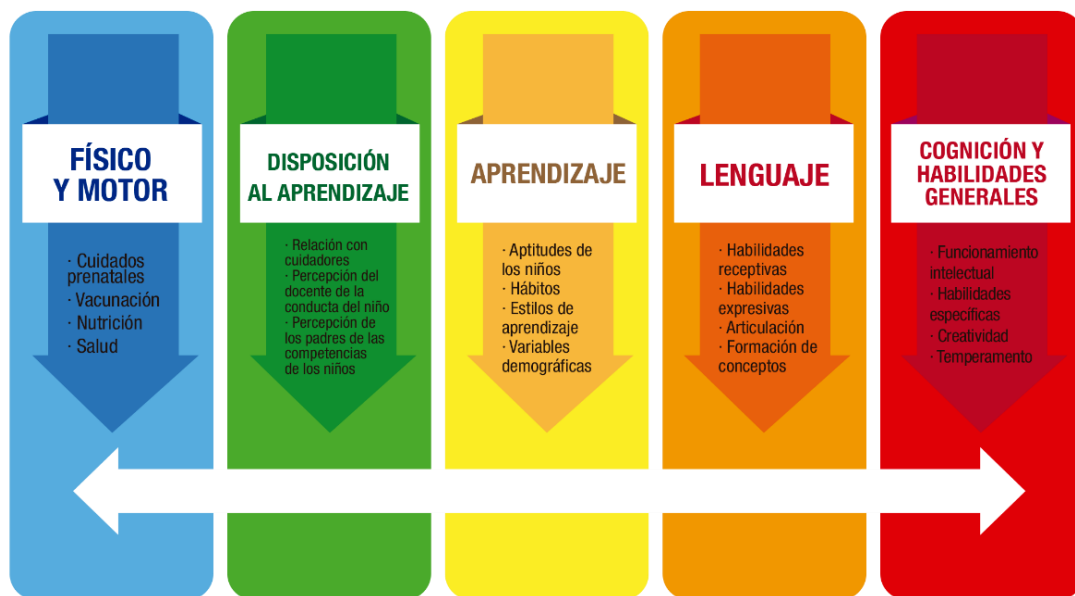 FÍSICO
Y MOTOR
· Cuidados
prenatales
· Vacunación
· Nutrición
· Salud
DISPOSICIÓN
AL APRENDIZAJE
· Relación con
cuidadores
· Percepción del
docente de la
conducta del niño
· Percepción de
los padres de las
competencias
de los niños
APRENDIZAJE
· Aptitudes de
los niños
· Hábitos
· Estilos de
aprendizaje
· Variables
demográficas
LENGUAJE
· Habilidades
receptivas
· Habilidades
expresivas
· Articulación
· Formación de
conceptos
COGNICIÓN Y
HABILIDADES
GENERALES
· Funcionamiento
intelectual
· Habilidades
específicas
· Creatividad
· Temperamento